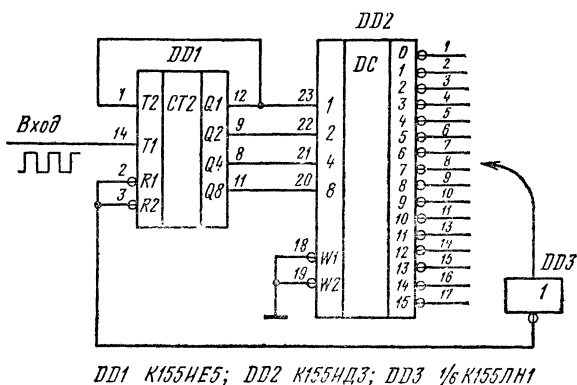 DD1
DD2
1 T2 CT2 Q1 12 23 1 DC 0 1
Вход 14 T1 Q2 9 22 2 1 2
2 R1 Q4 8 21 4 2 3
3 R2 Q8 11 20 8 3 4
4 5
5 6
6 7
7 8
8 9
9 10
10 11
11 13
18 W1 12 14
19 W2 13 15
14 16
15 17
DD3
1
DD1 К155ИЕ5; DD2 К155ИД3; DD3 1/6 К155ЛН1